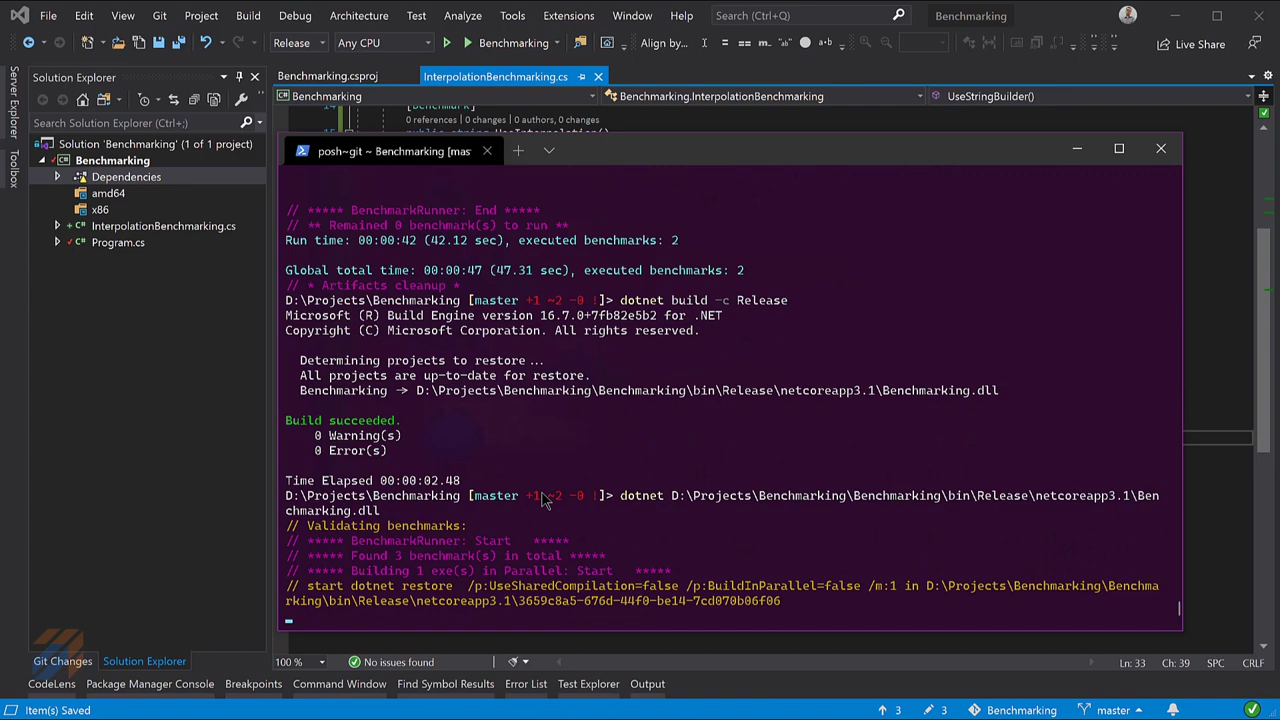 File Edit View Git Project Build Debug Architecture Test Analyze Tools Extensions Window Help Search (Ctrl+Q) Benchmarking
Release Any CPU Benchmarking Align by... Live Share
Server Explorer
Toolbox
Solution Explorer
Search Solution Explorer (Ctrl+;)
Solution 'Benchmarking' (1 of 1 project)
Benchmarking
Dependencies
amd64
x86
InterpolationBenchmarking.cs
Program.cs
Benchmarking.csproj InterpolationBenchmarking.cs
Benchmarking Benchmarking.InterpolationBenchmarking UseStringBuilder()
14 [Benchmark]
0 references | 0 changes | 0 authors, 0 changes
15 public string UseInterpolation()
posh~git ~ Benchmarking [mas
// ***** BenchmarkRunner: End *****
// ** Remained 0 benchmark(s) to run **
Run time: 00:00:42 (42.12 sec), executed benchmarks: 2
Global total time: 00:00:47 (47.31 sec), executed benchmarks: 2
// * Artifacts cleanup *
D:\Projects\Benchmarking [master +1 ~2 -0 !]> dotnet build -c Release
Microsoft (R) Build Engine version 16.7.0+7fb82e5b2 for .NET
Copyright (C) Microsoft Corporation. All rights reserved.
Determining projects to restore...
All projects are up-to-date for restore.
Benchmarking -> D:\Projects\Benchmarking\Benchmarking\bin\Release\netcoreapp3.1\Benchmarking.dll
Build succeeded.
0 Warning(s)
0 Error(s)
Time Elapsed 00:00:02.48
D:\Projects\Benchmarking [master +1 ~2 -0 !]> dotnet D:\Projects\Benchmarking\Benchmarking\bin\Release\netcoreapp3.1\Ben
chmarking.dll
// Validating benchmarks:
// ***** BenchmarkRunner: Start *****
// ***** Found 3 benchmark(s) in total *****
// ***** Building 1 exe(s) in Parallel: Start *****
// start dotnet restore /p:UseSharedCompilation=false /p:BuildInParallel=false /m:1 in D:\Projects\Benchmarking\Benchma
rking\bin\Release\netcoreapp3.1\3659c8a5-676d-44f0-be14-7cd070b06f06
Git Changes Solution Explorer
100 % No issues found Ln: 33 Ch: 39 SPC CRLF
CodeLens Package Manager Console Breakpoints Command Window Find Symbol Results Error List Test Explorer Output
Item(s) Saved 3 3 Benchmarking master